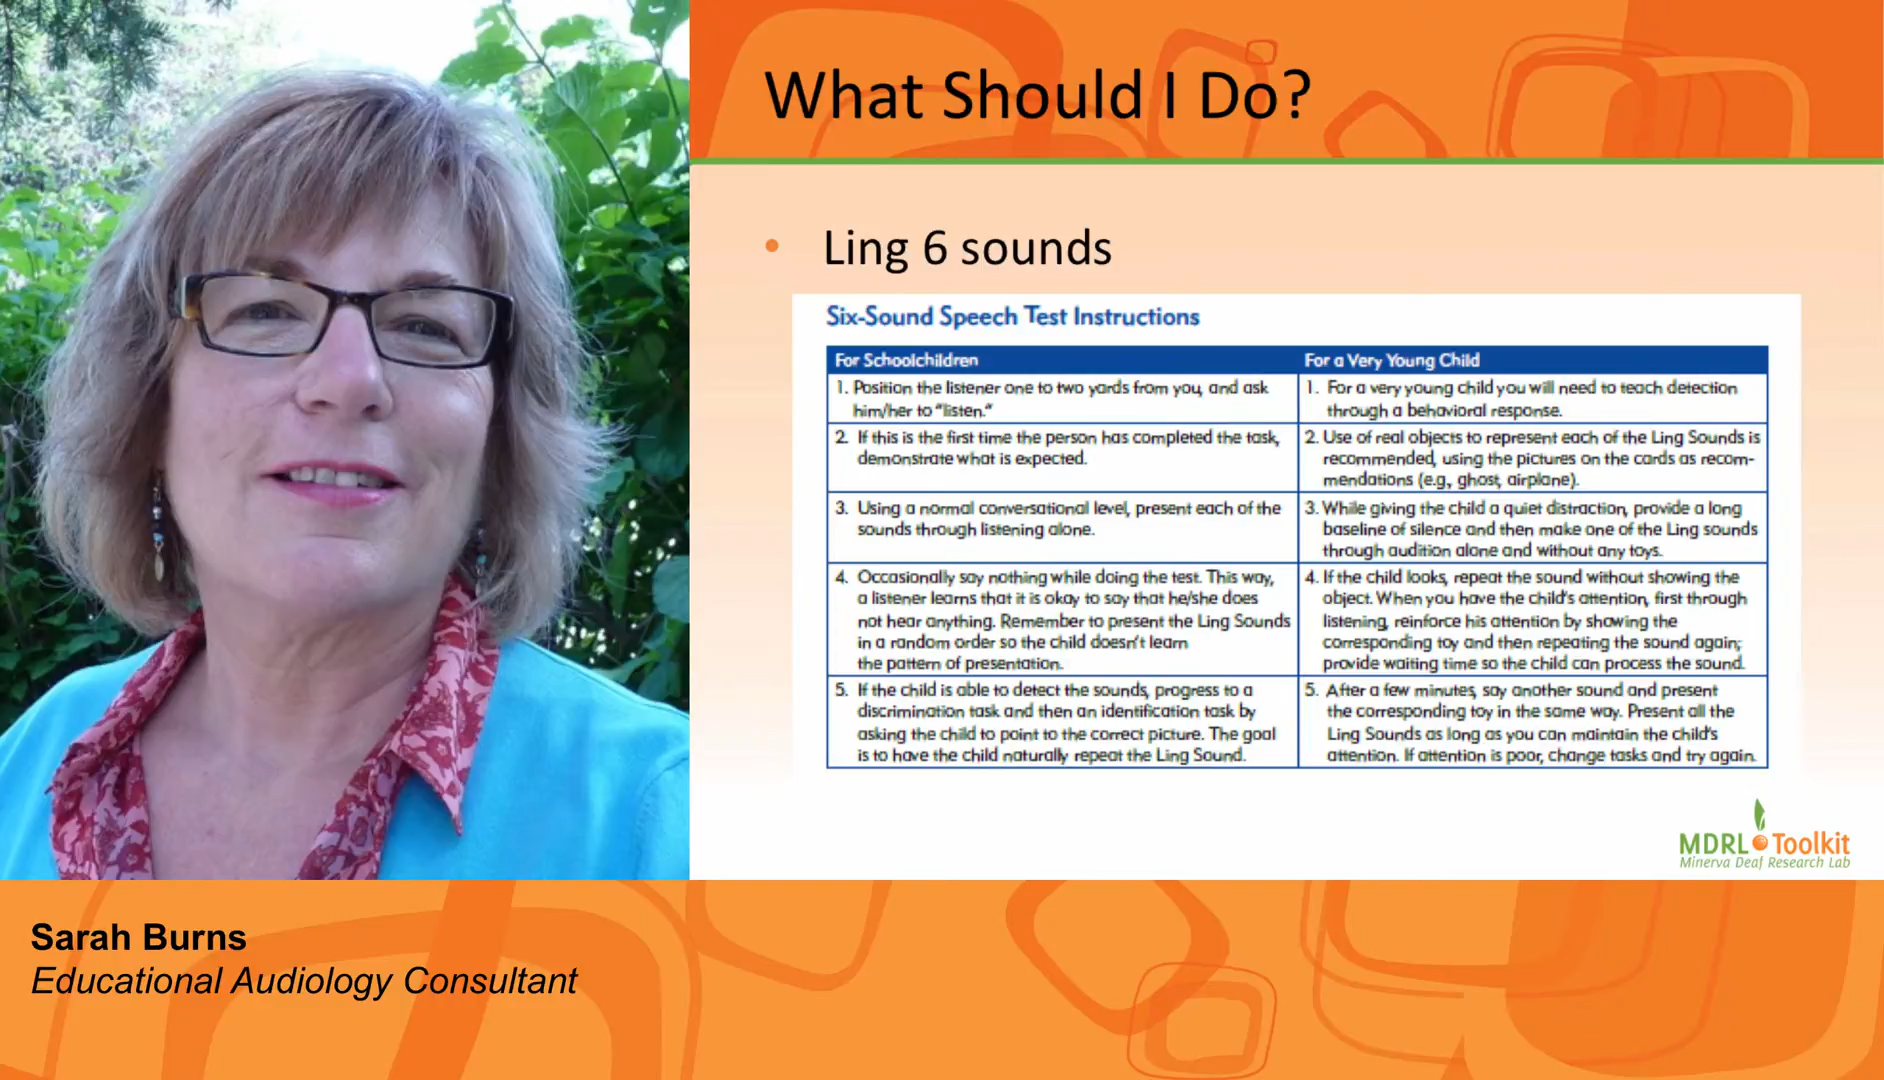 What Should I Do?
• Ling 6 sounds
Six-Sound Speech Test Instructions
For Schoolchildren
1. Position the listener one to two yards from you, and ask
him/her to "listen."
2. If this is the first time the person has completed the task,
demonstrate what is expected.
3. Using a normal conversational level, present each of the
sounds through listening alone.
4. Occasionally say nothing while doing the test. This way,
a listener learns that it is okay to say that he/she does
not hear anything. Remember to present the Ling Sounds
in a random order so the child doesn't learn
the pattern of presentation.
5. If the child is able to detect the sounds, progress to a
discrimination task and then an identification task by
asking the child to point to the correct picture. The goal
is to have the child naturally repeat the Ling Sound.
For a Very Young Child
1. For a very young child you will need to teach detection
through a behavioral response.
2. Use of real objects to represent each of the Ling Sounds is
recommended, using the pictures on the cards as recom-
mendations (e.g., ghost, airplane).
3. While giving the child a quiet distraction, provide a long
baseline of silence and then make one of the Ling sounds
through audition alone and without any toys.
4. If the child looks, repeat the sound without showing the
object. When you have the child's attention, first through
listening, reinforce his attention by showing the
corresponding toy and then repeating the sound again;
provide waiting time so the child can process the sound.
5. After a few minutes, say another sound and present
the corresponding toy in the same way. Present all the
Ling Sounds as long as you can maintain the child's
attention. If attention is poor, change tasks and try again.
MDRL Toolkit
Minerva Deaf Research Lab
Sarah Burns
Educational Audiology Consultant